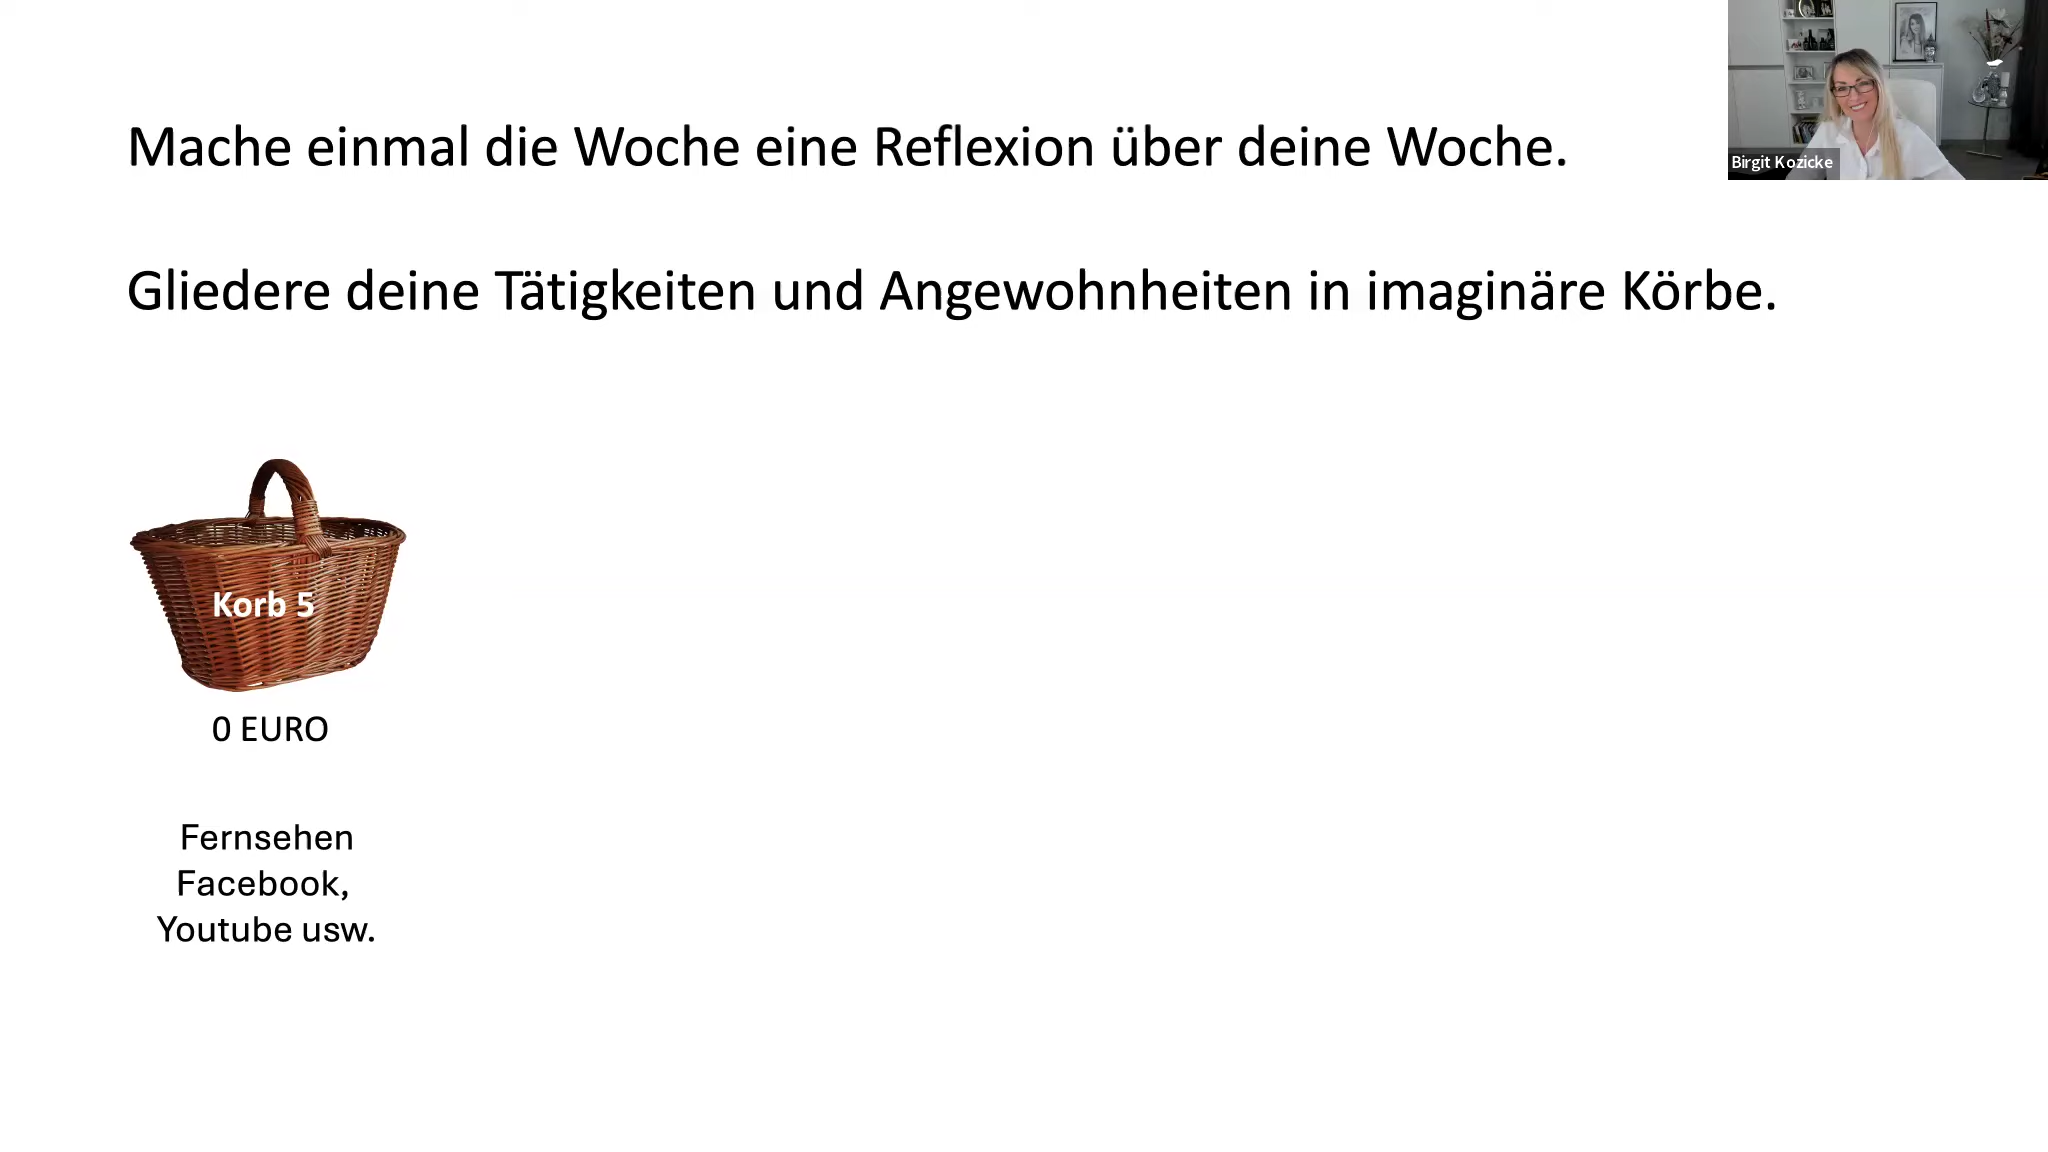 Mache einmal die Woche eine Reflexion über deine Woche.
Birgit Kozicke
Gliedere deine Tätigkeiten und Angewohnheiten in imaginäre Körbe.
Korb 5
0 EURO
Fernsehen
Facebook,
Youtube usw.